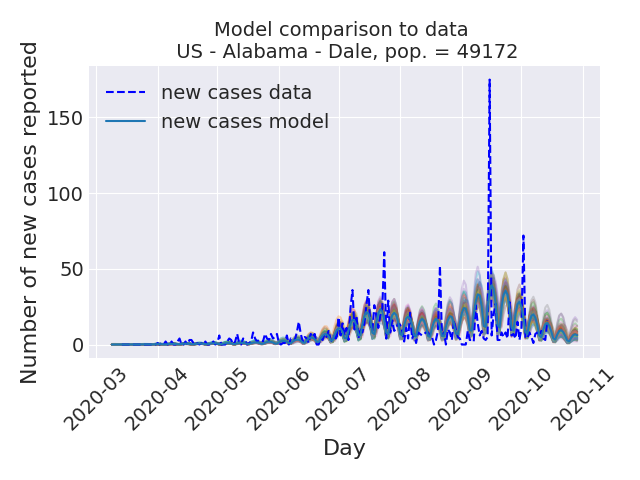 Model comparison to data
US - Alabama - Dale, pop. = 49172
Number of new cases reported
150
100
50
0
new cases data
new cases model
2020-03
2020-04
2020-05
2020-06
2020-07
2020-08
2020-09
2020-10
2020-11
Day